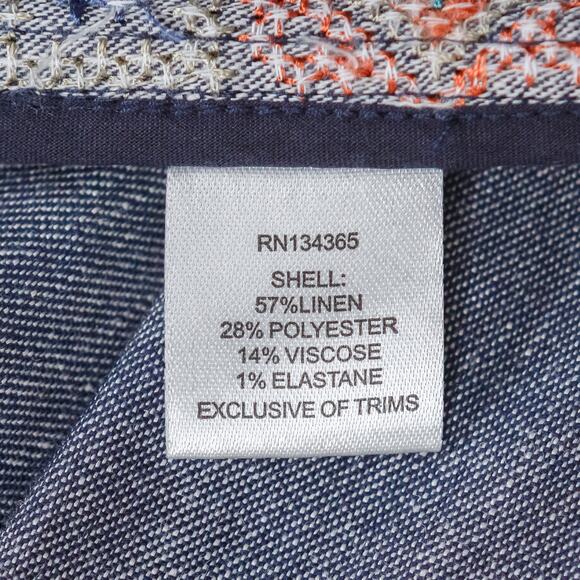 RN134365
SHELL:
57%LINEN
28% POLYESTER
14% VISCOSE
1% ELASTANE
EXCLUSIVE OF TRIMS